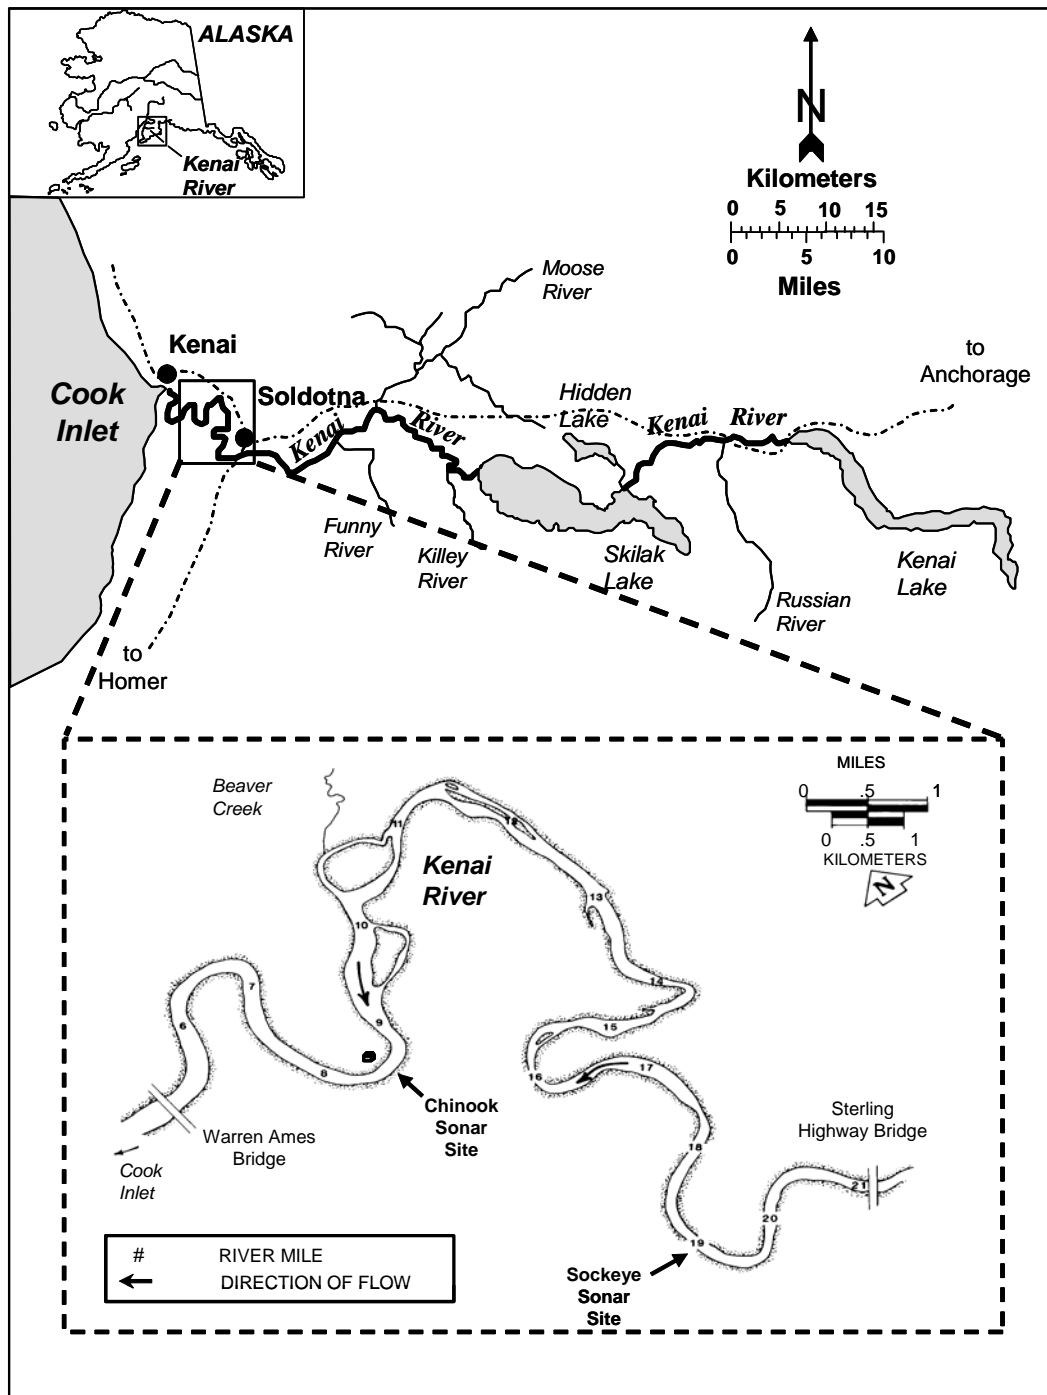 ALASKA
Kenai
River
N
Kilometers
0 5 10 15
0 5 10
Miles
Moose
River
to
Anchorage
Kenai
Cook
Inlet
Soldotna
Hidden
Lake
Kenai River
Kenai River
Funny
River
Killey
River
Skilak
Lake
Kenai
Lake
Russian
River
to
Homer
MILES
0 .5 1
0 .5 1
KILOMETERS
N
Beaver
Creek
Kenai
River
11
12
13
10
14
9
15
7
6
8
16
17
18
19
20
21
Chinook
Sonar
Site
Sterling
Highway Bridge
Warren Ames
Bridge
Cook
Inlet
Sockeye
Sonar
Site
# RIVER MILE
DIRECTION OF FLOW